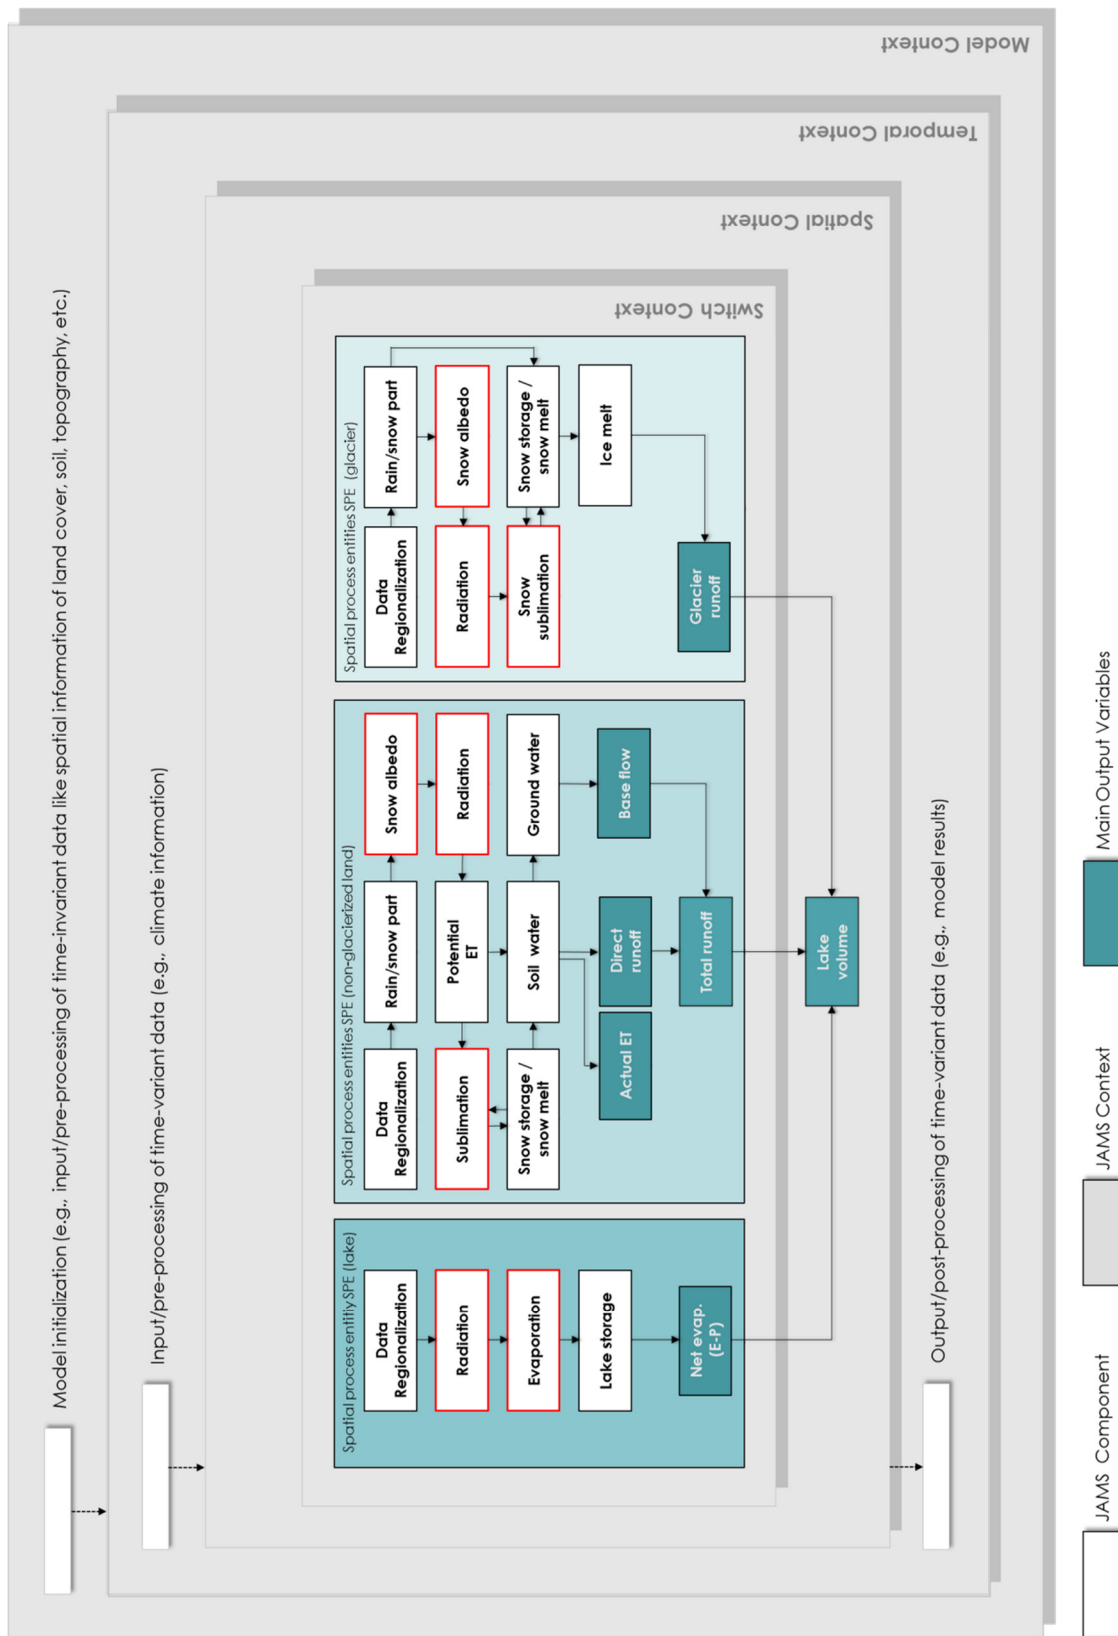 Model initialization (e.g., input/pre-processing of time-invariant data like spatial information of land cover, soil, topography, etc.)
Input/pre-processing of time-variant data (e.g., climate information)
Spatial process entitiy SPE (lake)
Data
Regionalization
Radiation
Evaporation
Lake storage
Net evap.
(E-P)
Spatial process entities SPE (non-glacierized land)
Data
Regionalization
Rain/snow part
Snow albedo
Sublimation
Potential
ET
Radiation
Snow storage /
snow melt
Soil water
Ground water
Actual ET
Direct
runoff
Base flow
Total runoff
Spatial process entities SPE (glacier)
Data
Regionalization
Rain/snow part
Radiation
Snow albedo
Snow
sublimation
Snow storage /
snow melt
Ice melt
Glacier
runoff
Lake
volume
Switch Context
Spatial Context
Output/post-processing of time-variant data (e.g., model results)
Temporal Context
Model Context
JAMS Component
JAMS Context
Main Output Variables